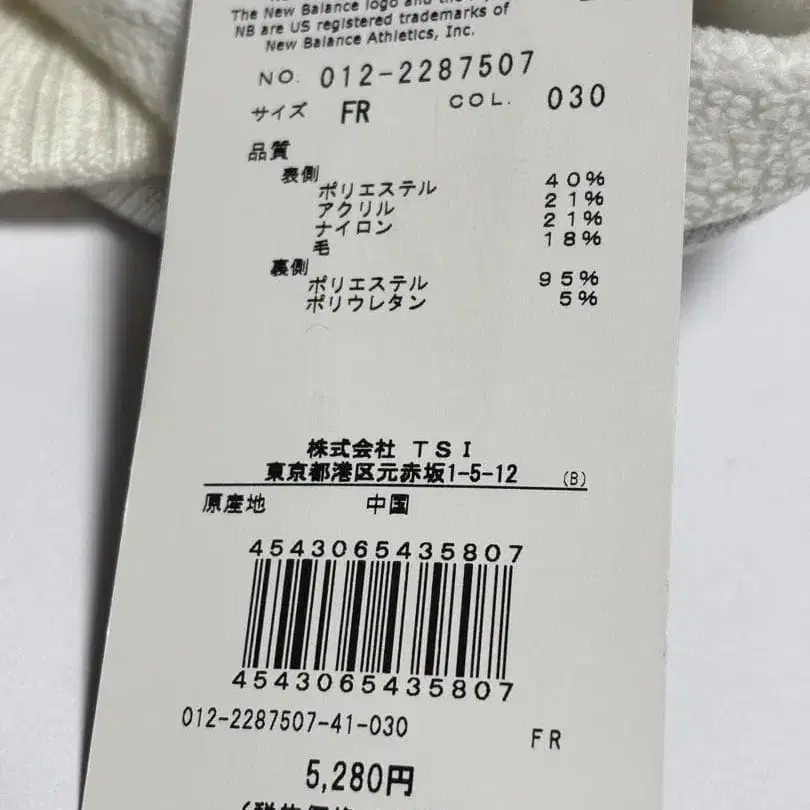 The New Balance logo and the
NB are US registered trademarks of
New Balance Athletics, Inc.
NO. 012-2287507
サイズ FR COL. 030
品質
表側
ポリエステル 40%
アクリル 21%
ナイロン 21%
毛 18%
裏側
ポリエステル 95%
ポリウレタン 5%
株式会社 TSI
東京都港区元赤坂1-5-12 (B)
原産地 中国
4543065435807
4543065435807
012-2287507-41-030 FR
5,280円